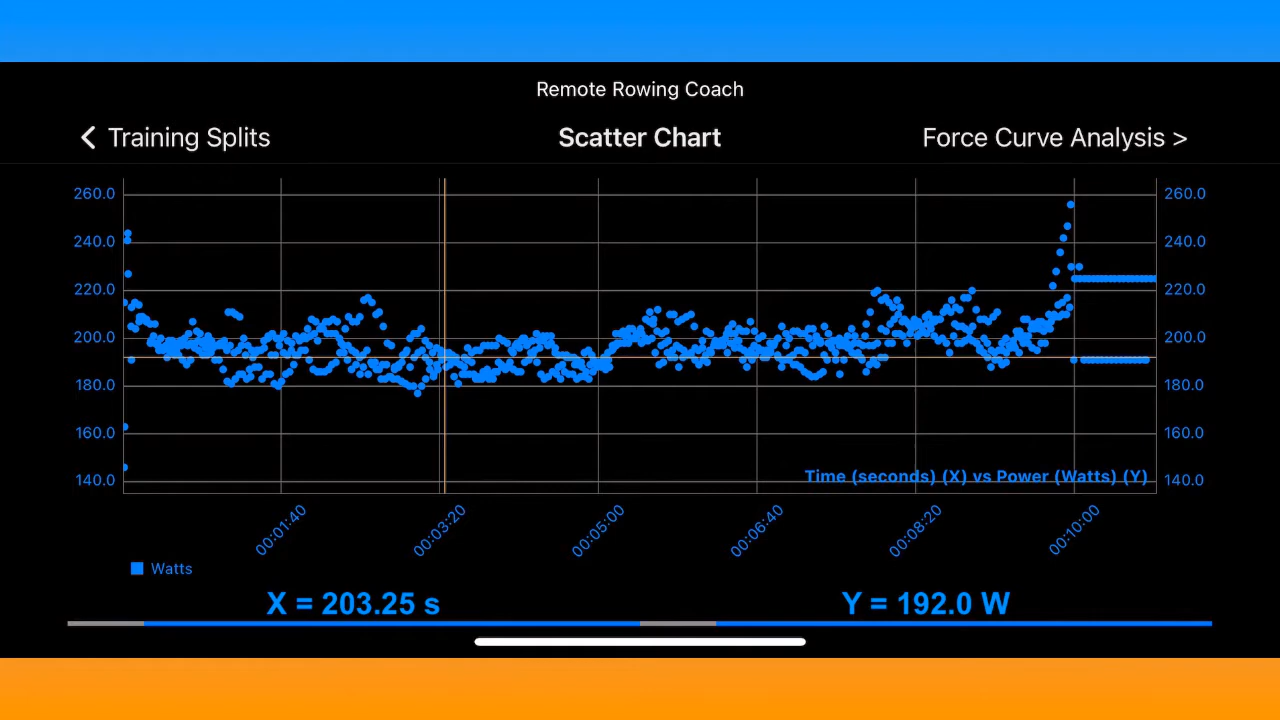 Remote Rowing Coach
Training Splits
Scatter Chart
Force Curve Analysis >
260.0
240.0
220.0
200.0
180.0
160.0
140.0
260.0
240.0
220.0
200.0
180.0
160.0
140.0
Time (seconds) (X) vs Power (Watts) (Y)
00:01:40
00:03:20
00:05:00
00:06:40
00:08:20
00:10:00
Watts
X = 203.25 s
Y = 192.0 W